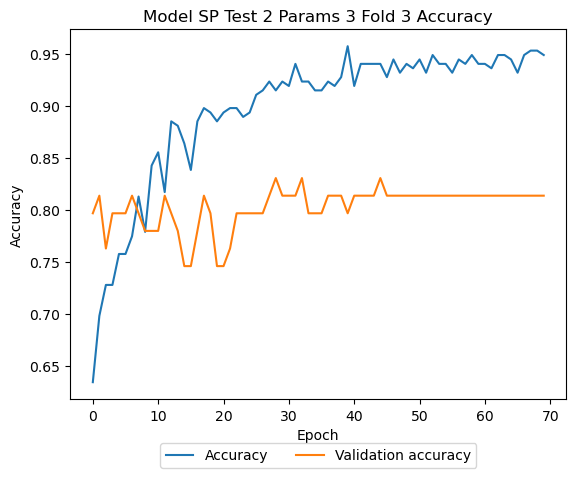 Model SP Test 2 Params 3 Fold 3 Accuracy
Accuracy
0.95
0.90
0.85
0.80
0.75
0.70
0.65
0 10 20 30 40 50 60 70
Epoch
Accuracy Validation accuracy